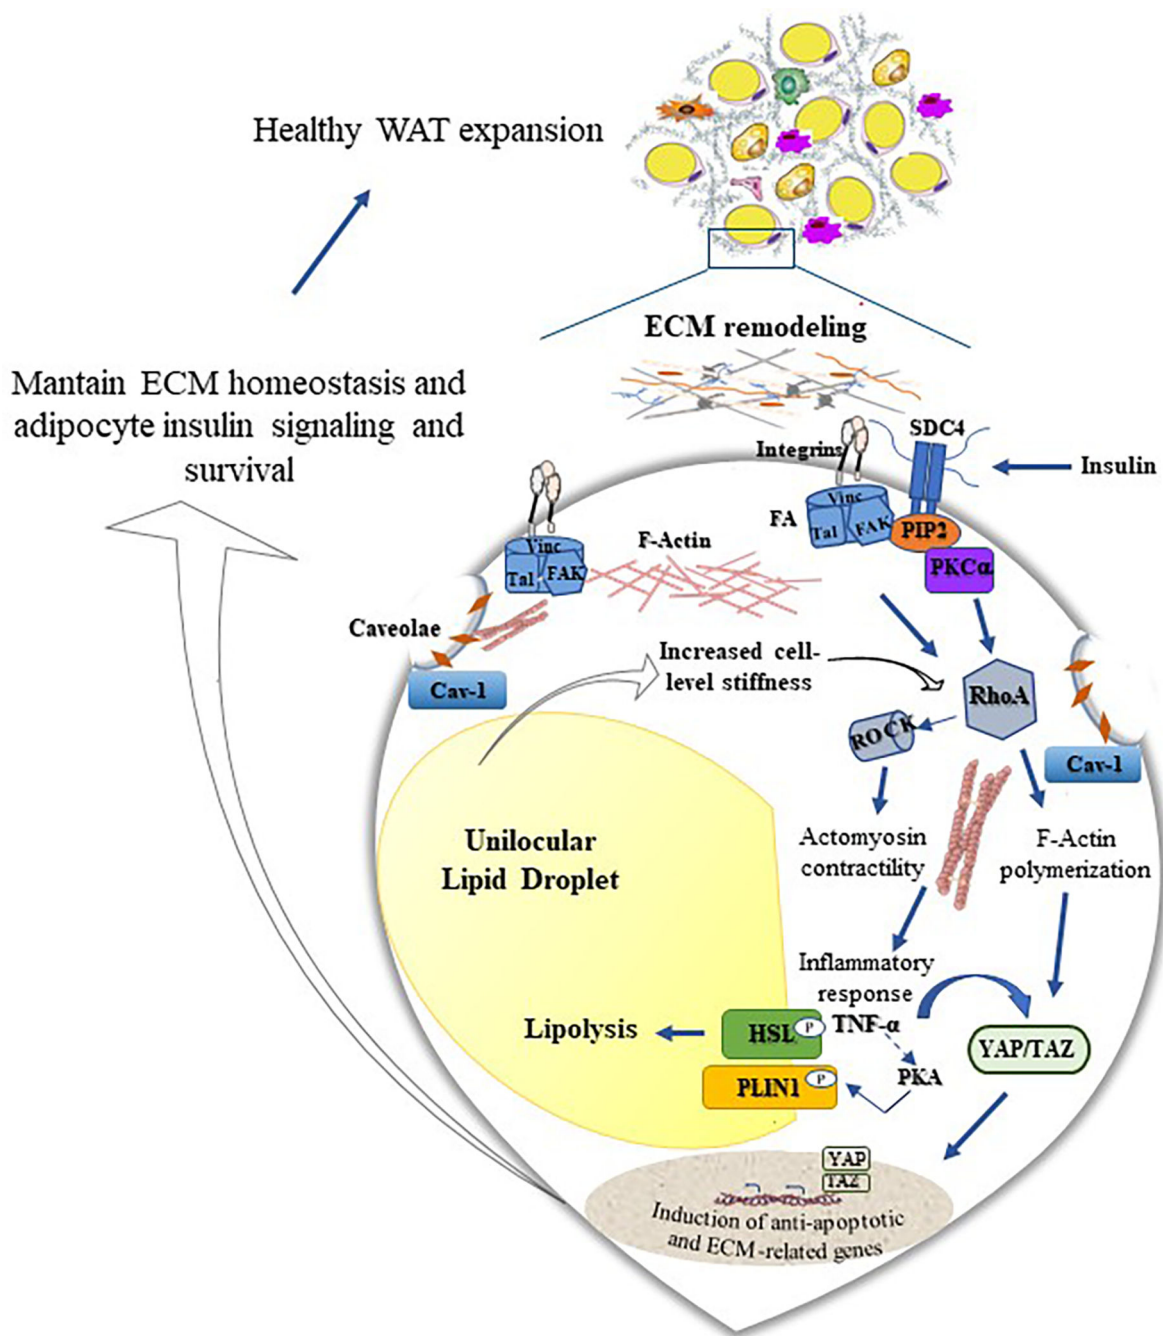 Healthy WAT expansion
ECM remodeling
Mantain ECM homeostasis and
adipocyte insulin signaling and
survival
SDC4
Integrins
Insulin
Vinc
FA
Tal
FAK
PIP2
PKCα
Vinc
Tal
FAK
F-Actin
Caveolae
Cav-1
Increased cell-
level stiffness
RhoA
ROCK
Cav-1
Unilocular
Lipid Droplet
Actomyosin
contractility
F-Actin
polymerization
Inflammatory
response
TNF-α
Lipolysis
HSL
P
YAP/TAZ
PKA
PLIN1
P
YAP
TAZ
Induction of anti-apoptotic
and ECM-related genes